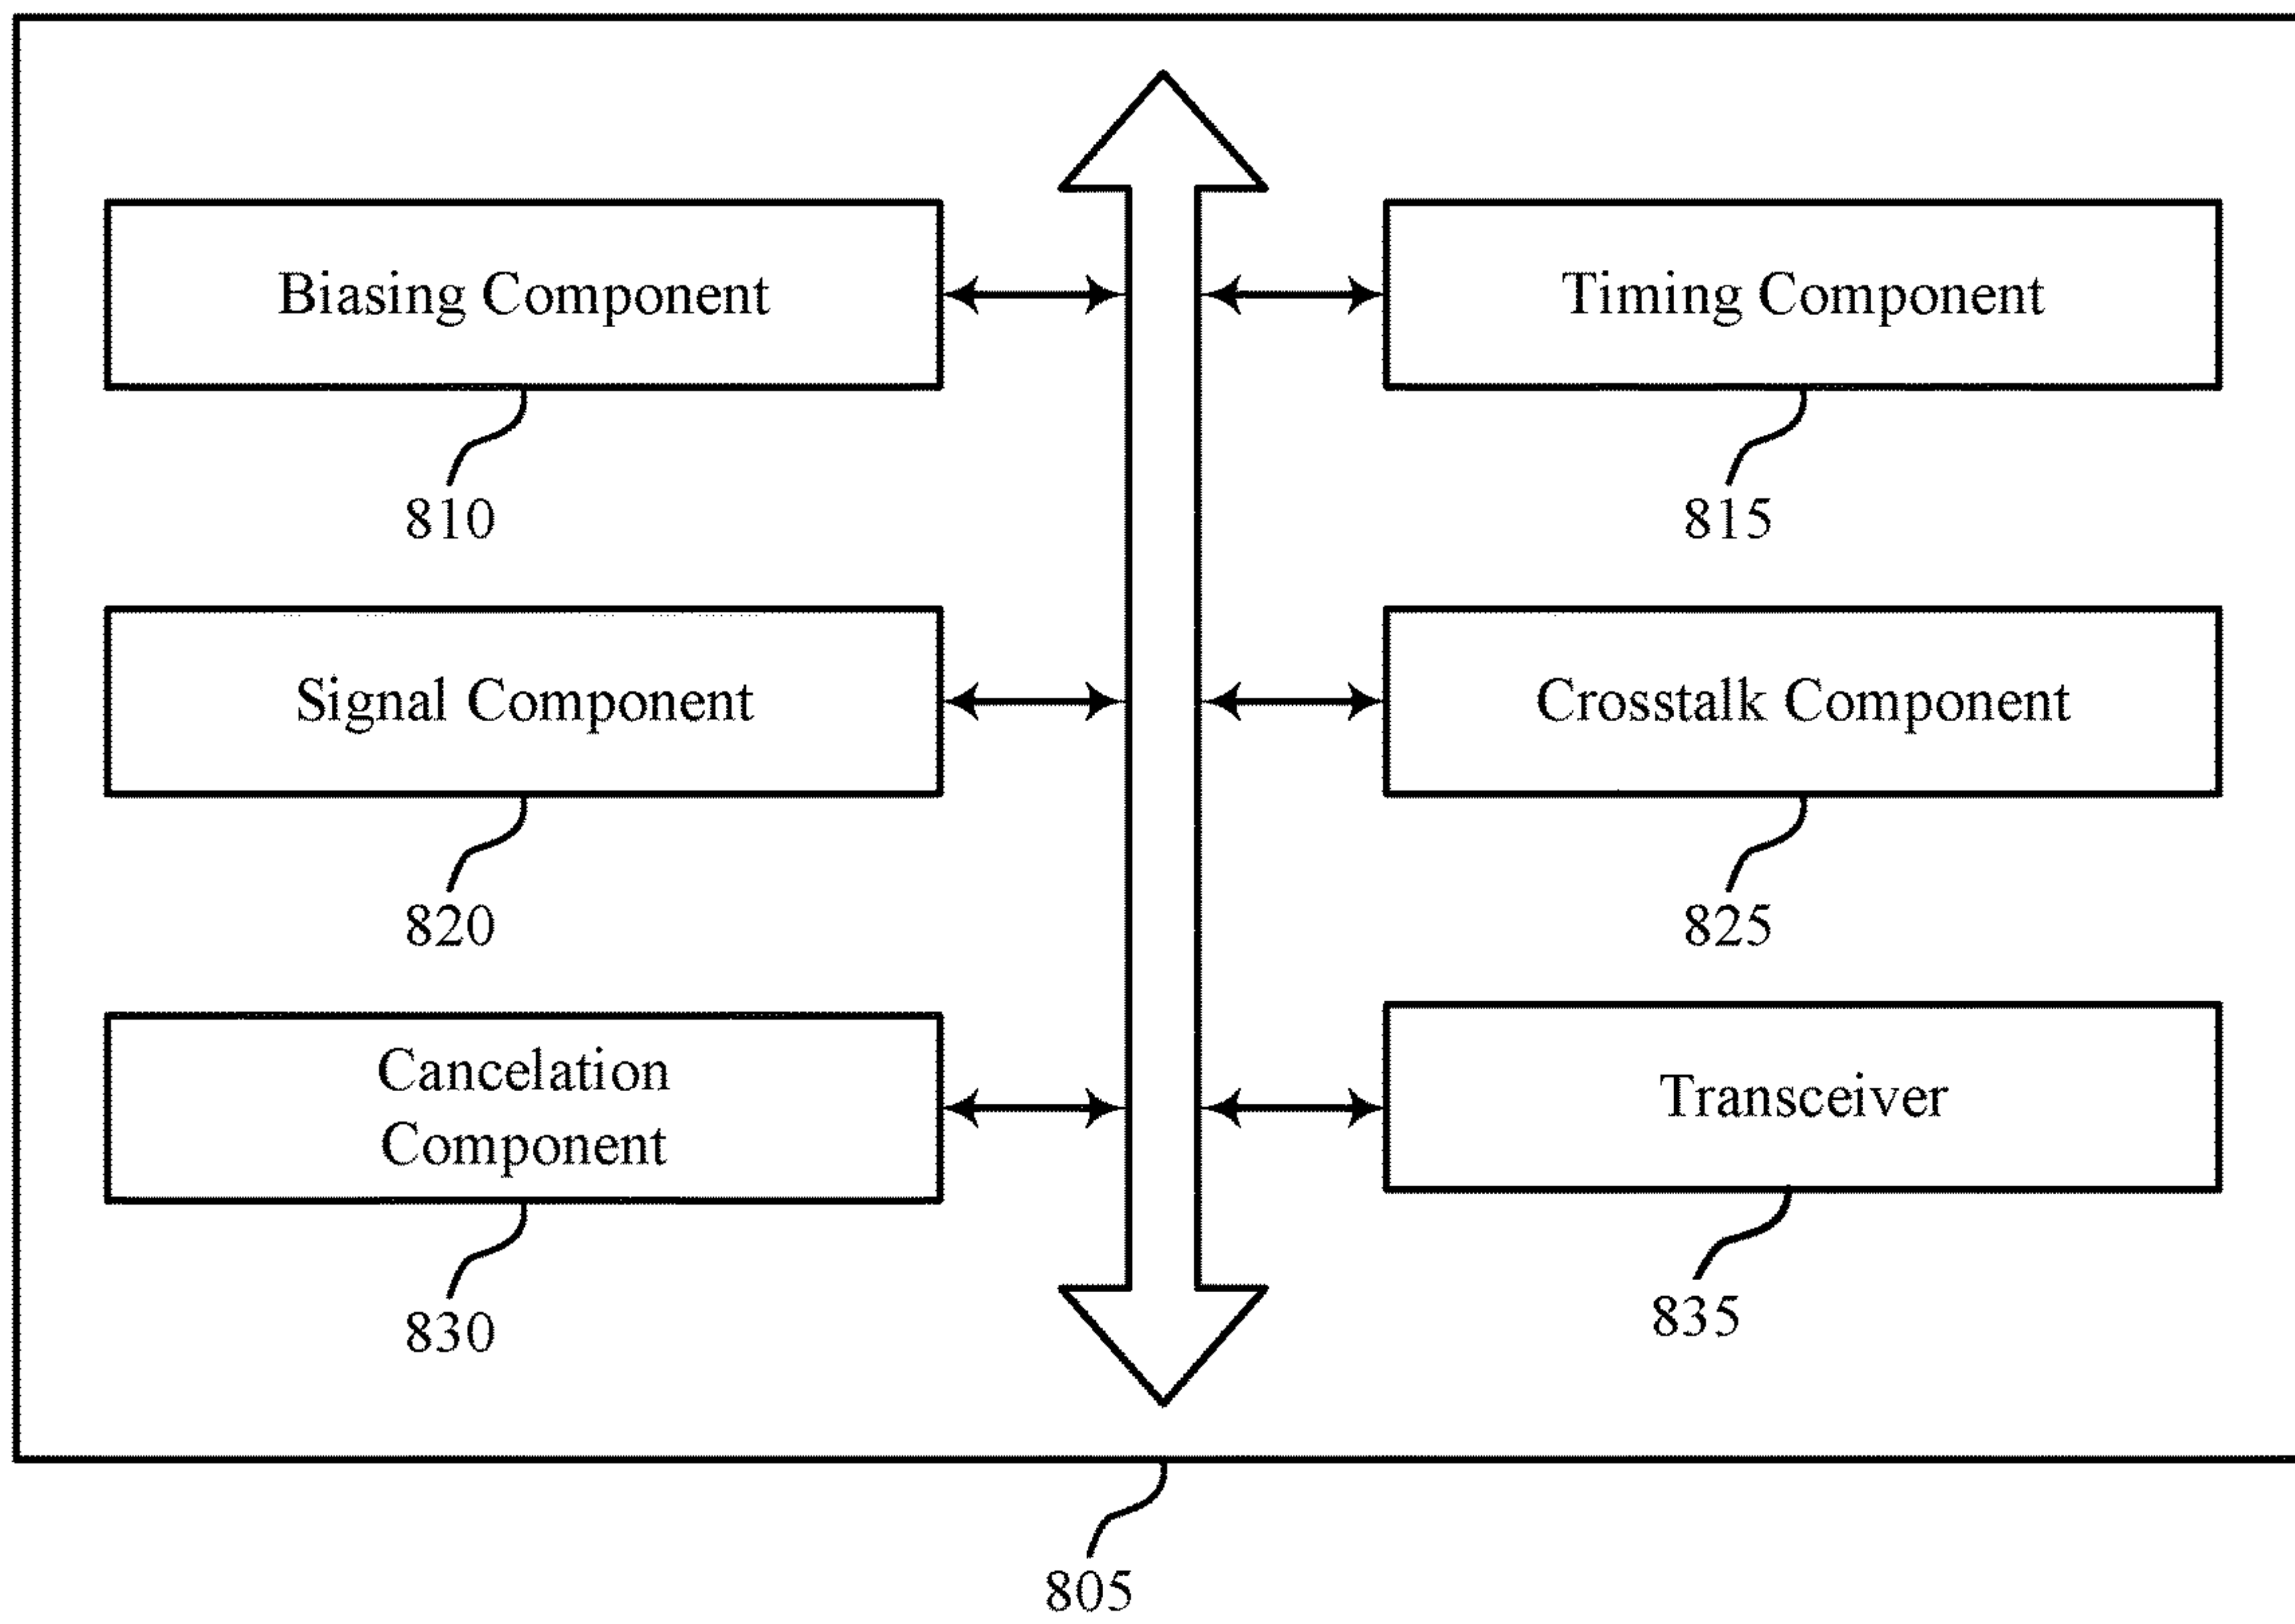 Biasing Component
Timing Component
810
815
Signal Component
Crosstalk Component
820
825
Cancelation
Component
Transceiver
830
835
805